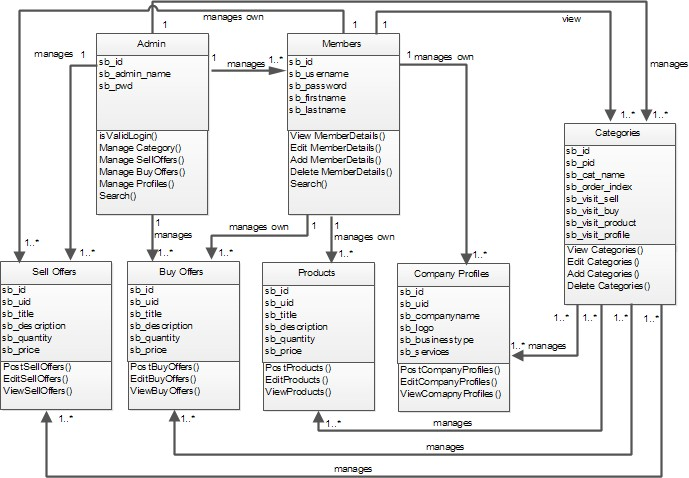 manages own
1
1
1
view
manages
1
Admin
sb_id
sb_admin_name
sb_pwd
isValidLogin()
Manage Category()
Manage SellOffers()
Manage BuyOffers()
Manage Profiles()
Search()
1
1..*
manages
Members
sb_id
sb_username
sb_password
sb_firstname
sb_lastname
View MemberDetails()
Edit MemberDetails()
Add MemberDetails()
Delete MemberDetails()
Search()
1
manages own
manages
1..*
1..*
Categories
sb_id
sb_pid
sb_cat_name
sb_order_index
sb_visit_sell
sb_visit_buy
sb_visit_product
sb_visit_profile
View Categories()
Edit Categories()
Add Categories()
Delete Categories()
1
manages
1
manages own
1
manages own
1..*
1..*
1..*
1..*
1..*
1..*
Sell Offers
sb_id
sb_uid
sb_title
sb_description
sb_quantity
sb_price
PostSellOffers()
EditSellOffers()
ViewSellOffers()
Buy Offers
sb_id
sb_uid
sb_title
sb_description
sb_quantity
sb_price
PostBuyOffers()
EditBuyOffers()
ViewBuyOffers()
Products
sb_id
sb_uid
sb_title
sb_description
sb_quantity
sb_price
PostProducts()
EditProducts()
ViewProducts()
Company Profiles
sb_id
sb_uid
sb_companyname
sb_logo
sb_businesstype
sb_services
PostCompanyProfiles()
EditCompanyProfiles()
ViewComapnyProfiles()
1..*
1..*
1..*
1..*
1..*
manages
1..*
1..*
1..*
manages
manages
manages